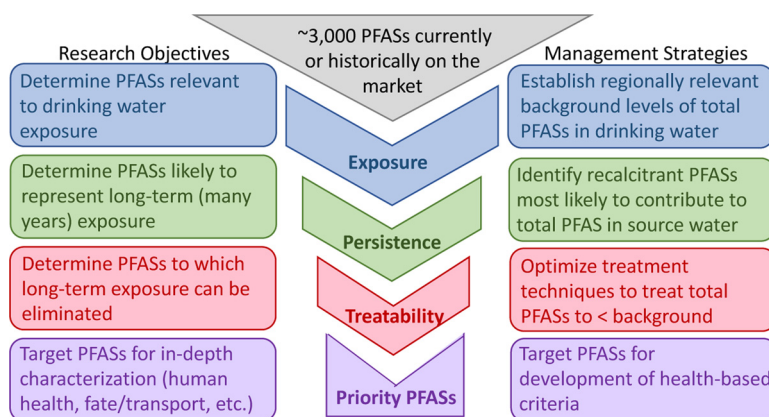 ~3,000 PFASs currently
or historically on the
market
Research Objectives
Determine PFASs relevant
to drinking water
exposure
Determine PFASs likely to
represent long-term (many
years) exposure
Determine PFASs to which
long-term exposure can be
eliminated
Target PFASs for in-depth
characterization (human
health, fate/transport, etc.)
Exposure
Persistence
Treatability
Priority PFASs
Management Strategies
Establish regionally relevant
background levels of total
PFASs in drinking water
Identify recalcitrant PFASs
most likely to contribute to
total PFAS in source water
Optimize treatment
techniques to treat total
PFASs to < background
Target PFASs for
development of health-based
criteria